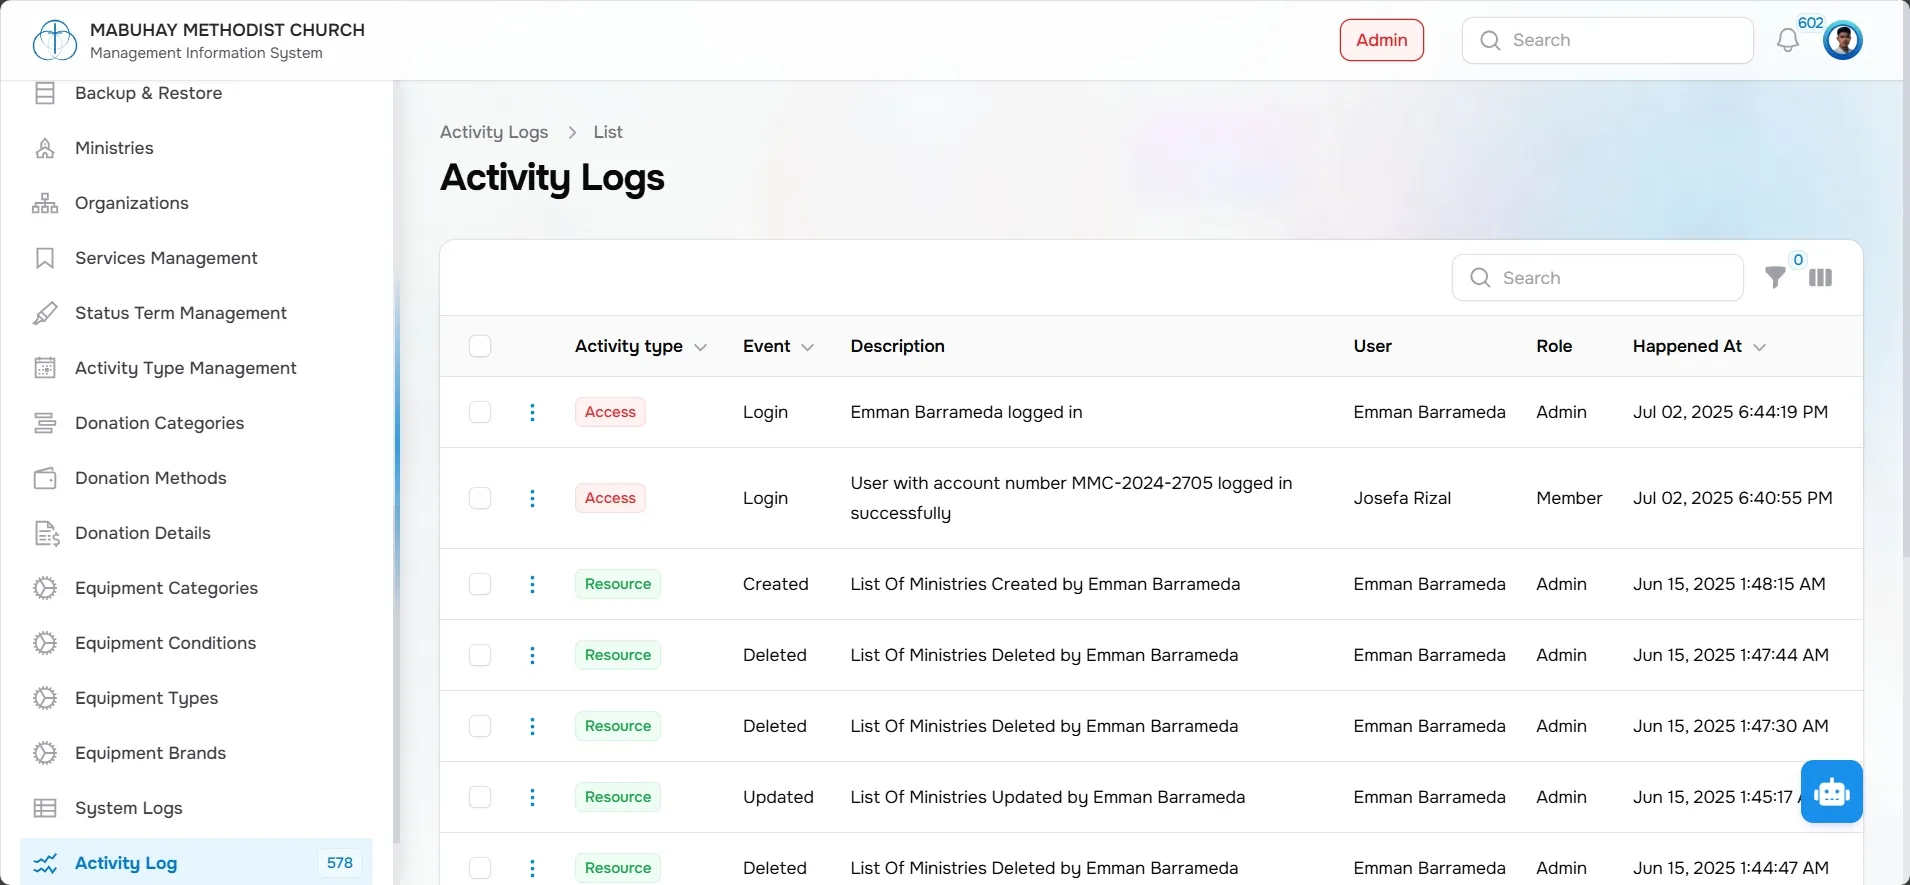 MABUHAY METHODIST CHURCH
Management Information System
Admin
Search
602
Backup & Restore
Ministries
Organizations
Services Management
Status Term Management
Activity Type Management
Donation Categories
Donation Methods
Donation Details
Equipment Categories
Equipment Conditions
Equipment Types
Equipment Brands
System Logs
Activity Log 578
Activity Logs > List
Activity Logs
Search
0
Activity type Event Description User Role Happened At
Access Login Emman Barrameda logged in Emman Barrameda Admin Jul 02, 2025 6:44:19 PM
Access Login User with account number MMC-2024-2705 logged in
successfully Josefa Rizal Member Jul 02, 2025 6:40:55 PM
Resource Created List Of Ministries Created by Emman Barrameda Emman Barrameda Admin Jun 15, 2025 1:48:15 AM
Resource Deleted List Of Ministries Deleted by Emman Barrameda Emman Barrameda Admin Jun 15, 2025 1:47:44 AM
Resource Deleted List Of Ministries Deleted by Emman Barrameda Emman Barrameda Admin Jun 15, 2025 1:47:30 AM
Resource Updated List Of Ministries Updated by Emman Barrameda Emman Barrameda Admin Jun 15, 2025 1:45:17
Resource Deleted List Of Ministries Deleted by Emman Barrameda Emman Barrameda Admin Jun 15, 2025 1:44:47 AM